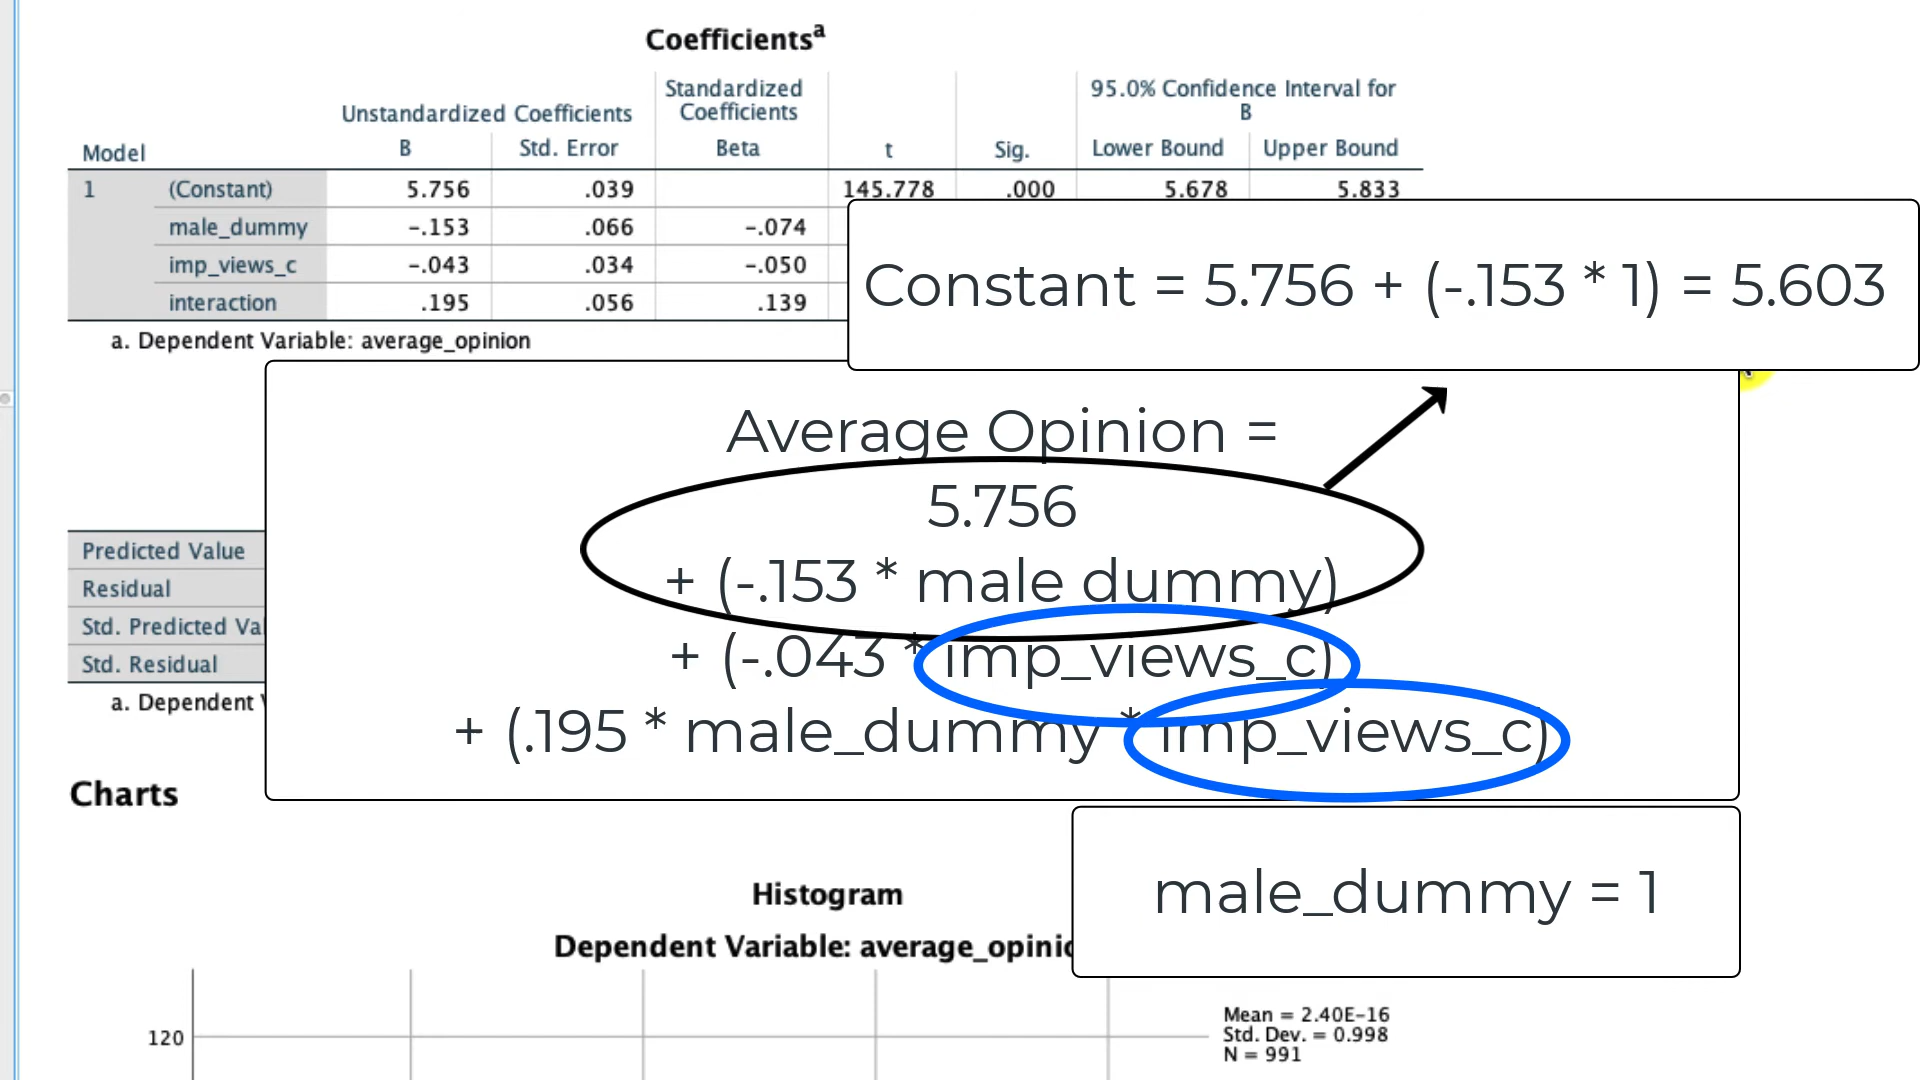 Coefficientsa
Unstandardized Coefficients
Standardized Coefficients
95.0% Confidence Interval for B
Model B Std. Error Beta t Sig. Lower Bound Upper Bound
1 (Constant) 5.756 .039 145.778 .000 5.678 5.833
male_dummy -.153 .066 -.074
imp_views_c -.043 .034 -.050
interaction .195 .056 .139
a. Dependent Variable: average_opinion
Constant = 5.756 + (-.153 * 1) = 5.603
Average Opinion =
5.756
+ (-.153 * male dummy)
+ (-.043 * imp_views_c)
+ (.195 * male_dummy * imp_views_c)
Predicted Value
Residual
Std. Predicted Val
Std. Residual
a. Dependent
Charts
male_dummy = 1
Histogram
Dependent Variable: average_opinio
120
Mean = 2.40E-16
Std. Dev. = 0.998
N = 991